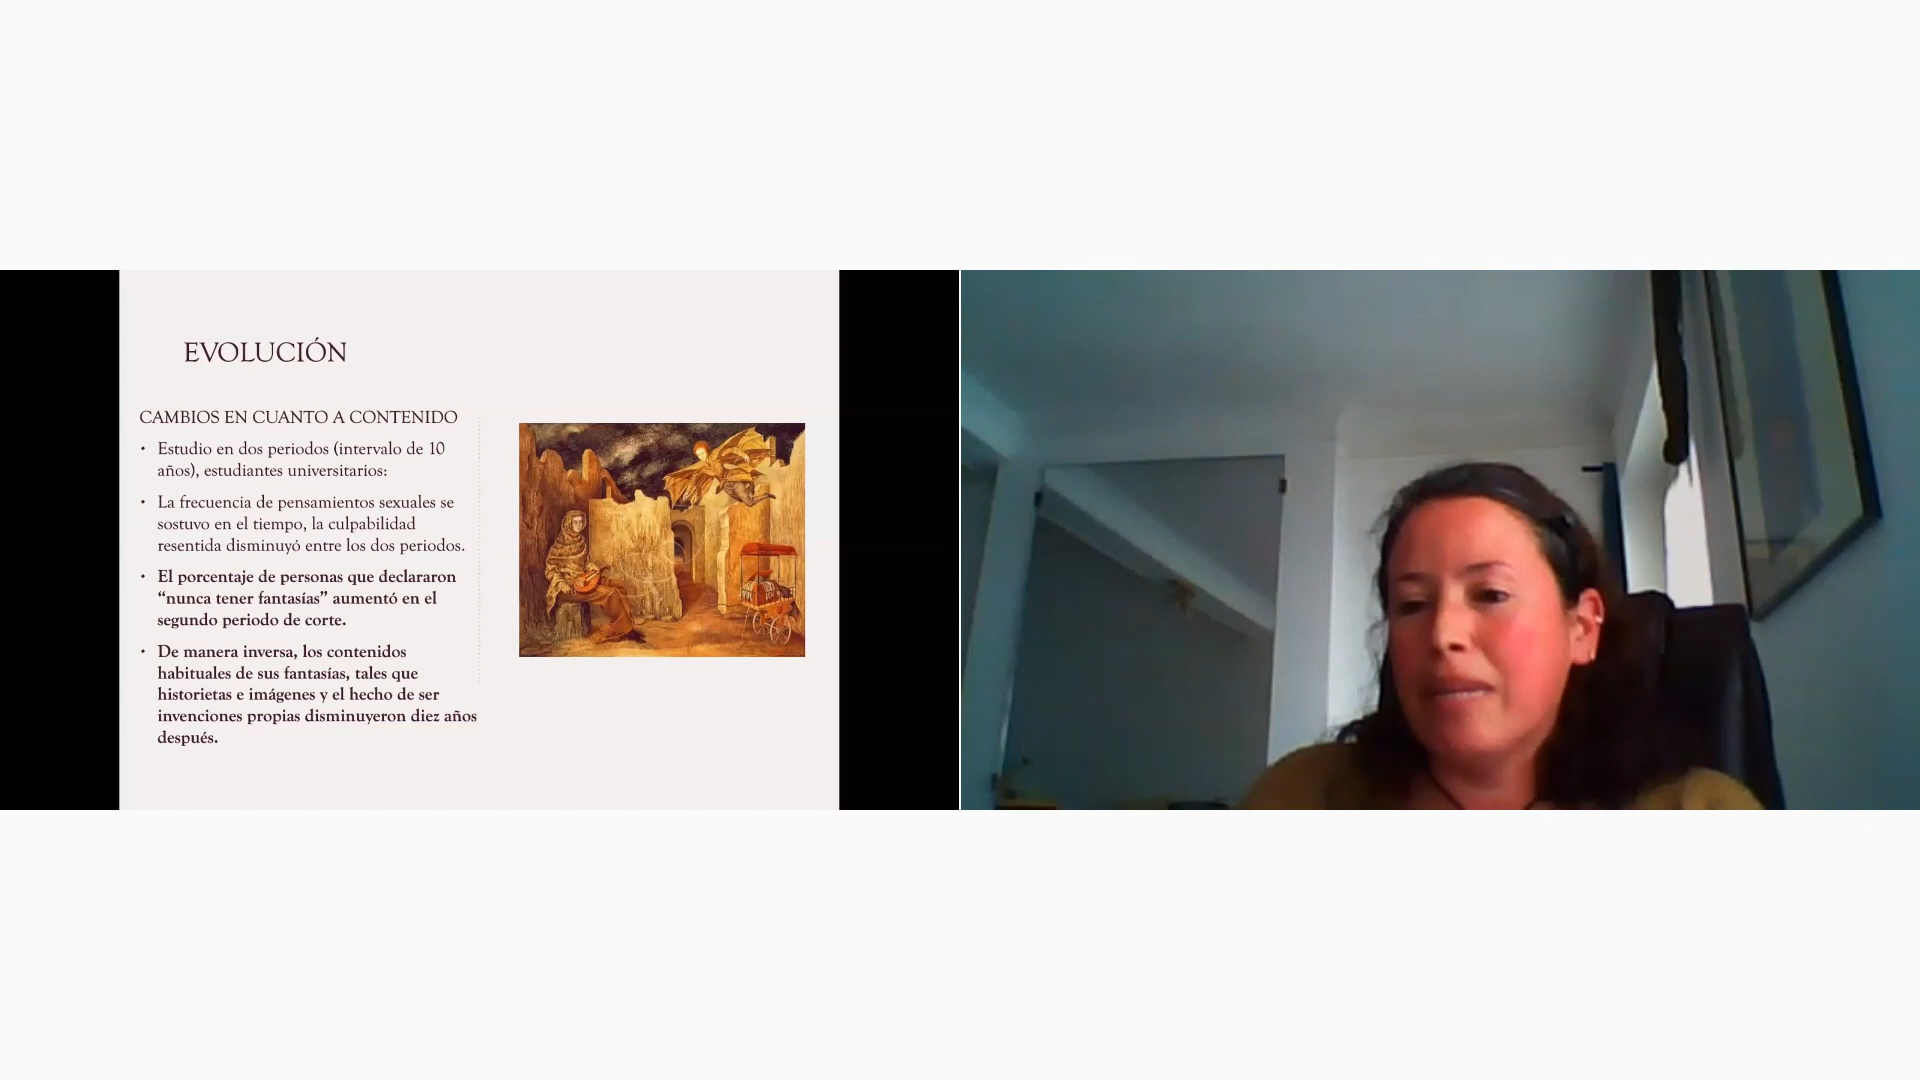 EVOLUCIÓN
CAMBIOS EN CUANTO A CONTENIDO
• Estudio en dos periodos (intervalo de 10
años), estudiantes universitarios:
• La frecuencia de pensamientos sexuales se
sostuvo en el tiempo, la culpabilidad
resentida disminuyó entre los dos periodos.
• El porcentaje de personas que declararon
“nunca tener fantasías” aumentó en el
segundo periodo de corte.
• De manera inversa, los contenidos
habituales de sus fantasías, tales que
historietas e imágenes y el hecho de ser
invenciones propias disminuyeron diez años
después.